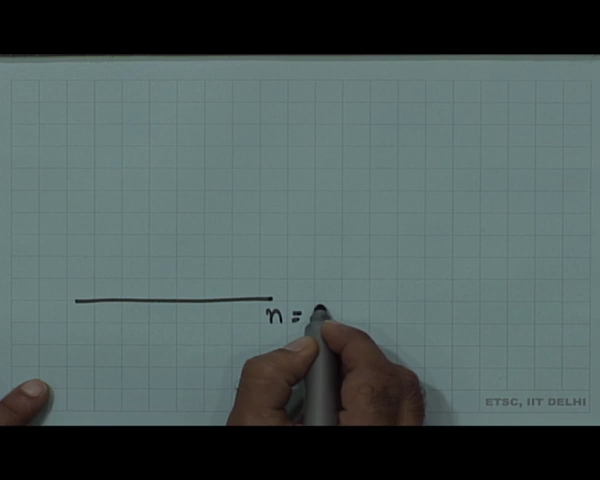 n =
ETSC, IIT DELHI